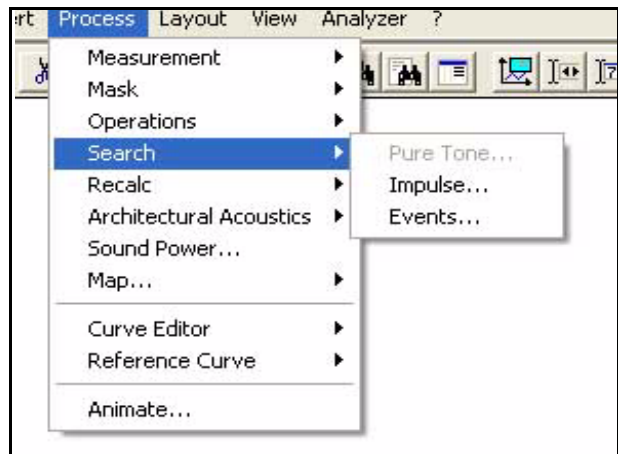 Process Layout View Analyzer ?
Measurement
Mask
Operations
Search
Pure Tone...
Recalc
Impulse...
Architectural Acoustics
Events...
Sound Power...
Map...
Curve Editor
Reference Curve
Animate...